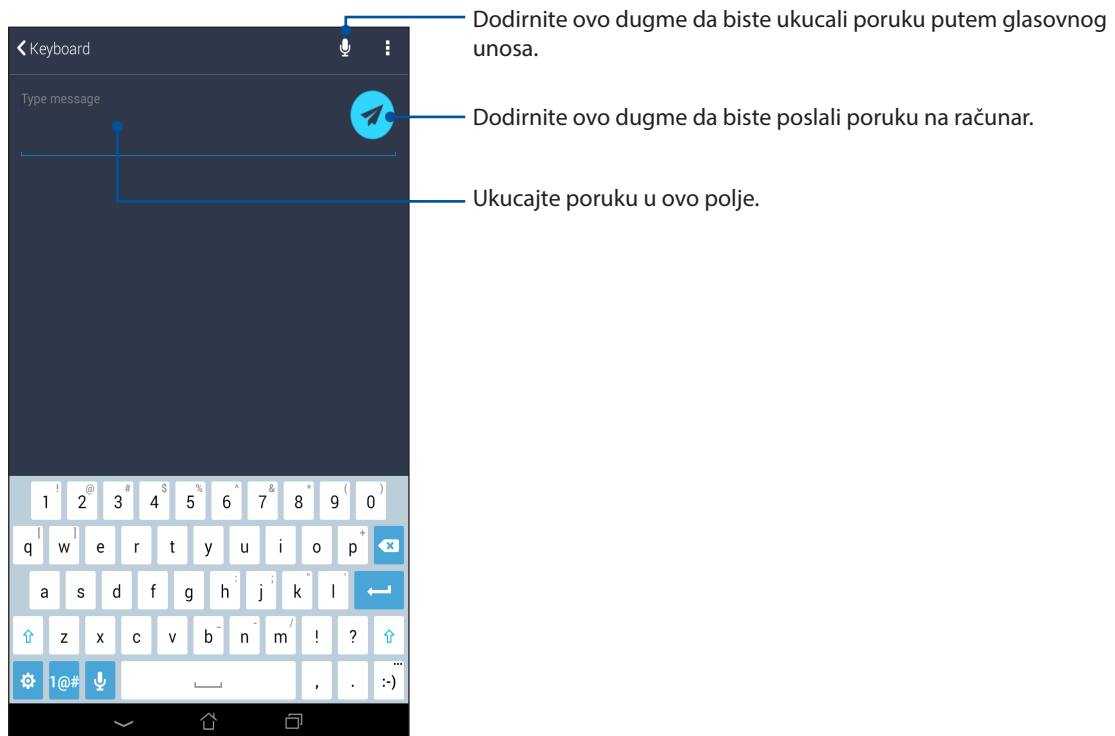 Dodirnite ovo dugme da biste ukucali poruku putem glasovnog
unosa.
Keyboard
Type message
Dodirnite ovo dugme da biste poslali poruku na računar.
Ukucajte poruku u ovo polje.
! @ # $ % ^ & * ( )
1 2 3 4 5 6 7 8 9 0
[ ] +
q w e r t y u i o p
: ; " '
a s d f g h j k l
_ - /
z x c v b n m ! ?
1@# , . ... :-)